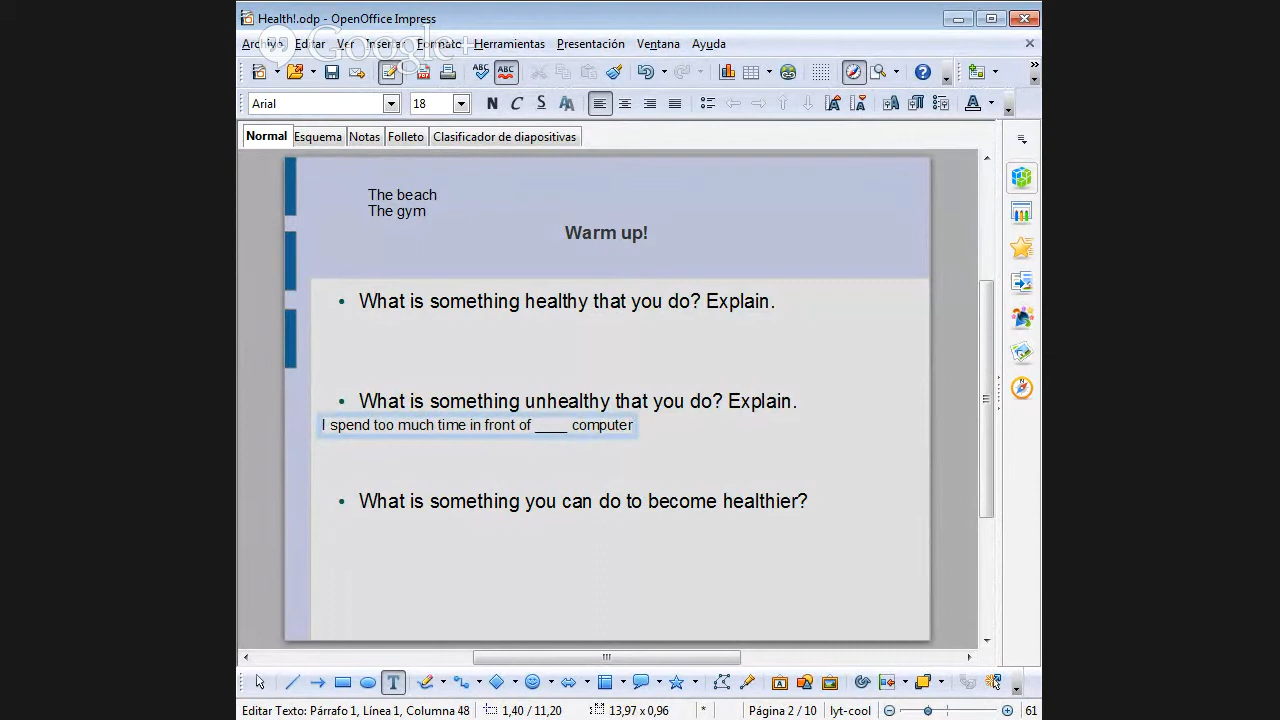 Health!.odp - OpenOffice Impress
Google+
Archivo Editar Ver Insertar Formato Herramientas Presentación Ventana Ayuda
Arial 18 N C S
Normal Esquema Notas Folleto Clasificador de diapositivas
The beach
The gym
Warm up!
• What is something healthy that you do? Explain.
• What is something unhealthy that you do? Explain.
I spend too much time in front of ____ computer
• What is something you can do to become healthier?
Editar Texto: Párrafo 1, Línea 1, Columna 48 1,40 / 11,20 13,97 x 0,96 * Página 2 / 10 lyt-cool 61